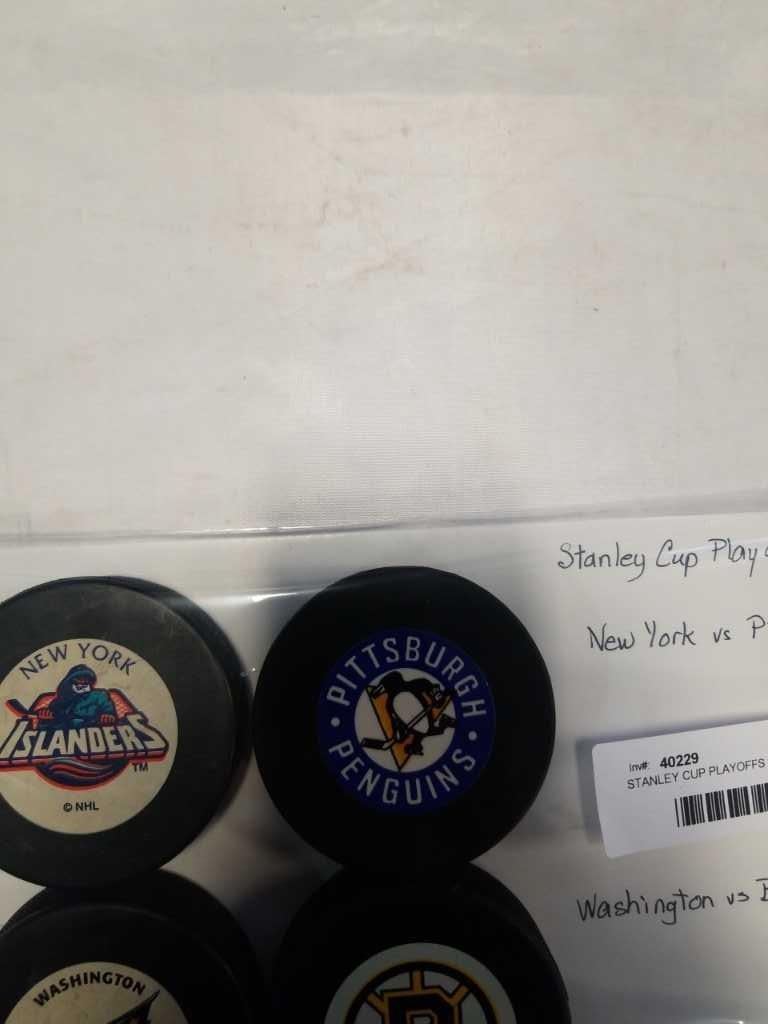 Stanley Cup
New York vs
Inv#: 40229
STANLEY CUP PLAYOFFS
Washington vs
NEW YORK
ISLANDERS
TM
© NHL
• PITTSBURGH •
PENGUINS
WASHINGTON
B